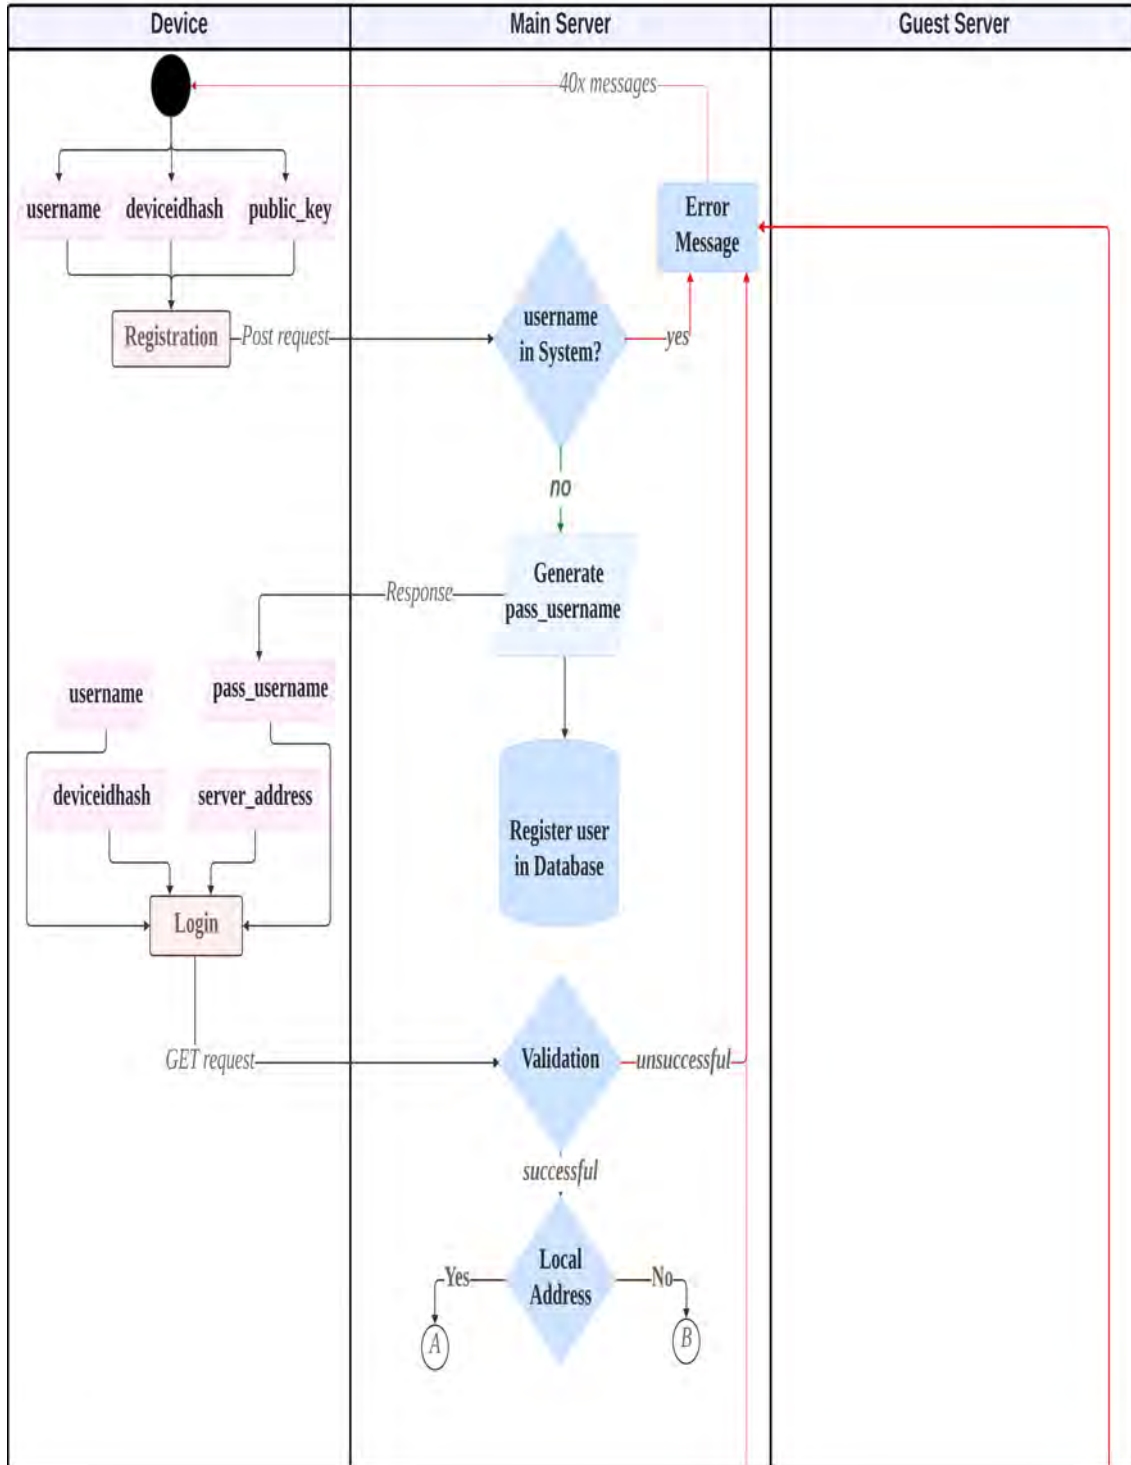 Device
Main Server
Guest Server
40x messages
username
deviceidhash
public_key
Error
Message
Registration
Post request
username
in System?
yes
no
Generate
pass_username
Response
username
pass_username
deviceidhash
server_address
Register user
in Database
Login
GET request
Validation
unsuccessful
successful
Local
Address
Yes
No
A
B